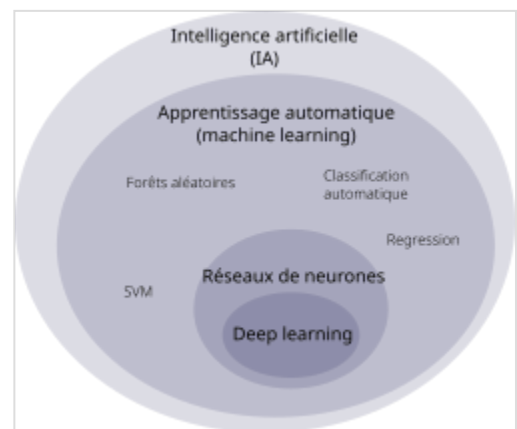 Intelligence artificielle
(IA)
Apprentissage automatique
(machine learning)
Forêts aléatoires
Classification
automatique
Regression
Réseaux de neurones
SVM
Deep learning